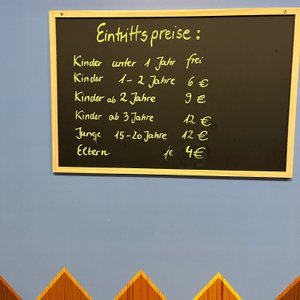 Eintrittspreise:
Kinder unter 1 Jahr frei
Kinder 1-2 Jahre 6 €
Kinder ab 2 Jahre 9 €
Kinder ab 3 Jahre 12 €
Junge 15-20 Jahre 12 €
Eltern je 4 €